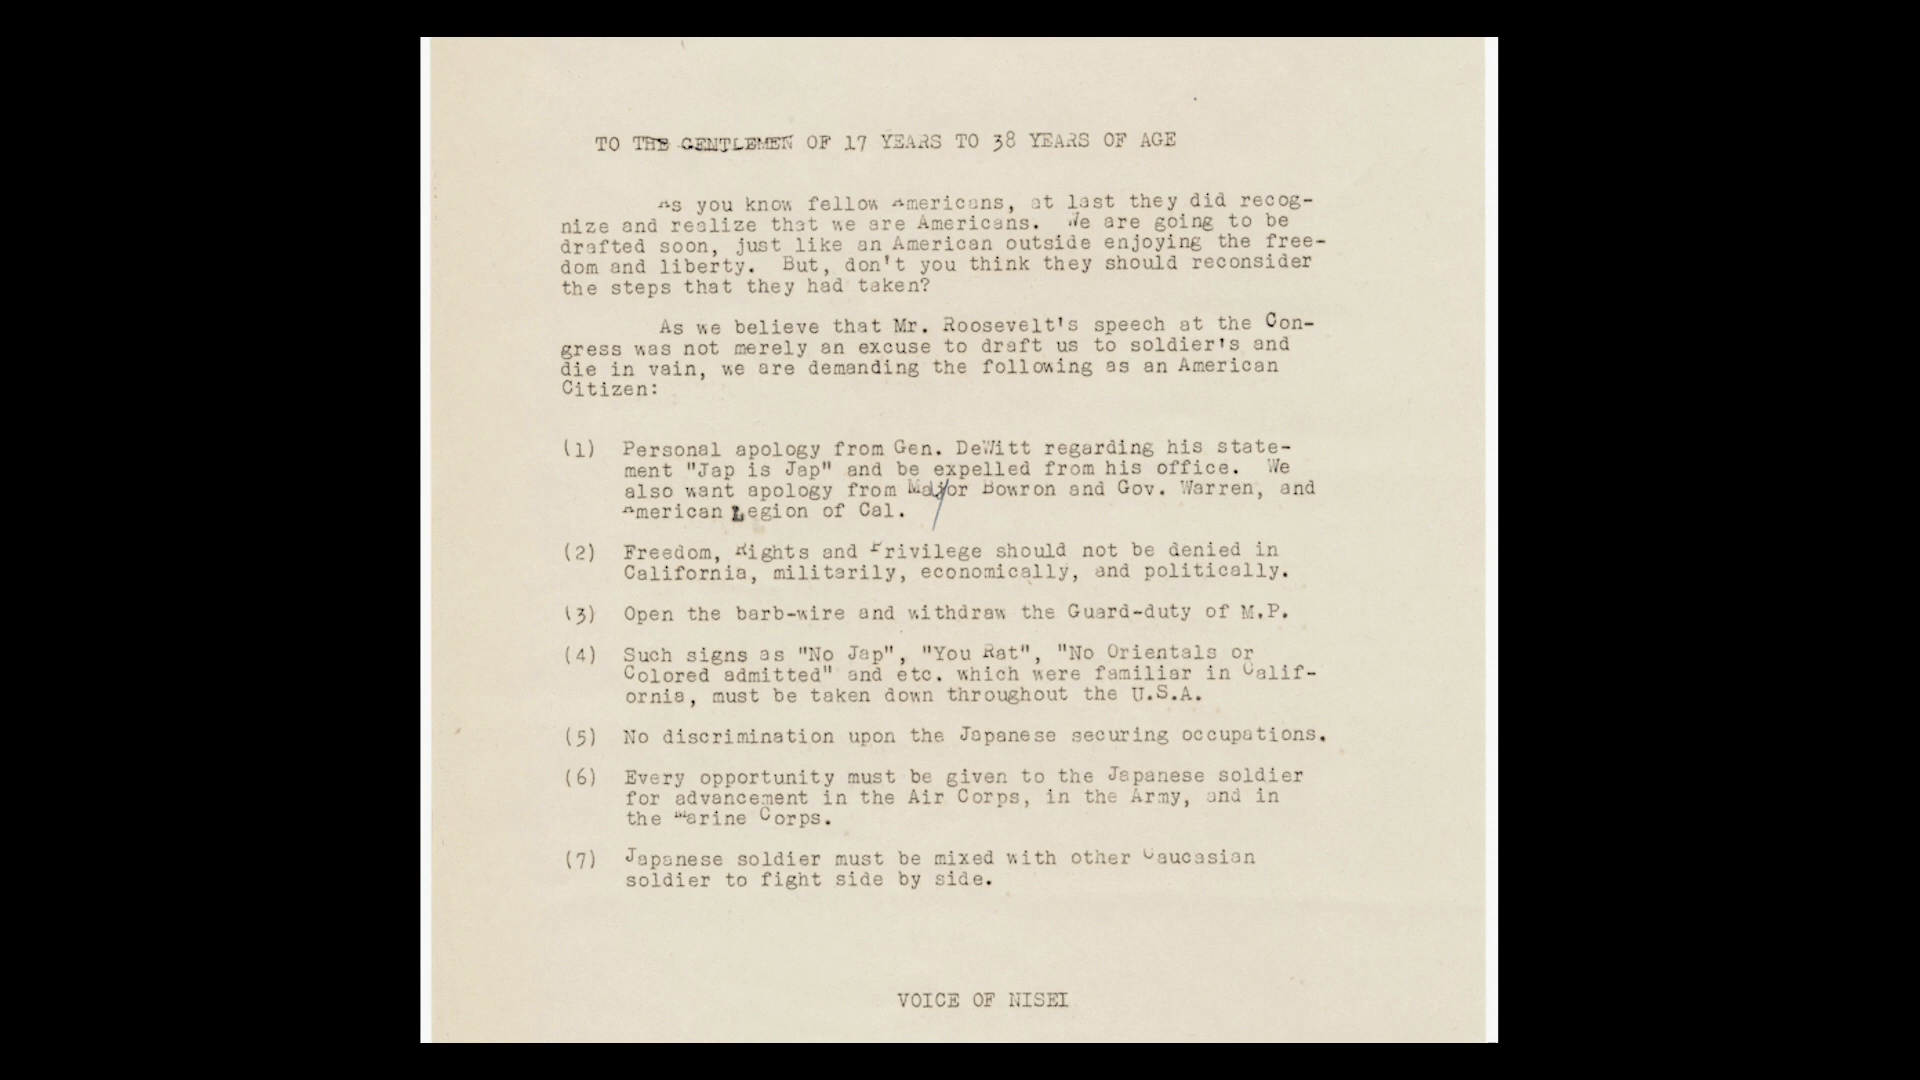 TO THE GENTLEMEN OF 17 YEARS TO 38 YEARS OF AGE
As you know fellow Americans, at last they did recog-
nize and realize that we are Americans. We are going to be
drafted soon, just like an American outside enjoying the free-
dom and liberty. But, don't you think they should reconsider
the steps that they had taken?
As we believe that Mr. Roosevelt's speech at the Con-
gress was not merely an excuse to draft us to soldier's and
die in vain, we are demanding the following as an American
Citizen:
(1) Personal apology from Gen. DeWitt regarding his state-
ment "Jap is Jap" and be expelled from his office. We
also want apology from Major Bowron and Gov. Warren, and
American Legion of Cal.
(2) Freedom, Rights and Privilege should not be denied in
California, militarily, economically, and politically.
(3) Open the barb-wire and withdraw the Guard-duty of M.P.
(4) Such signs as "No Jap", "You Rat", "No Orientals or
Colored admitted" and etc. which were familiar in Calif-
ornia, must be taken down throughout the U.S.A.
(5) No discrimination upon the Japanese securing occupations.
(6) Every opportunity must be given to the Japanese soldier
for advancement in the Air Corps, in the Army, and in
the Marine Corps.
(7) Japanese soldier must be mixed with other Caucasian
soldier to fight side by side.
VOICE OF NISEI